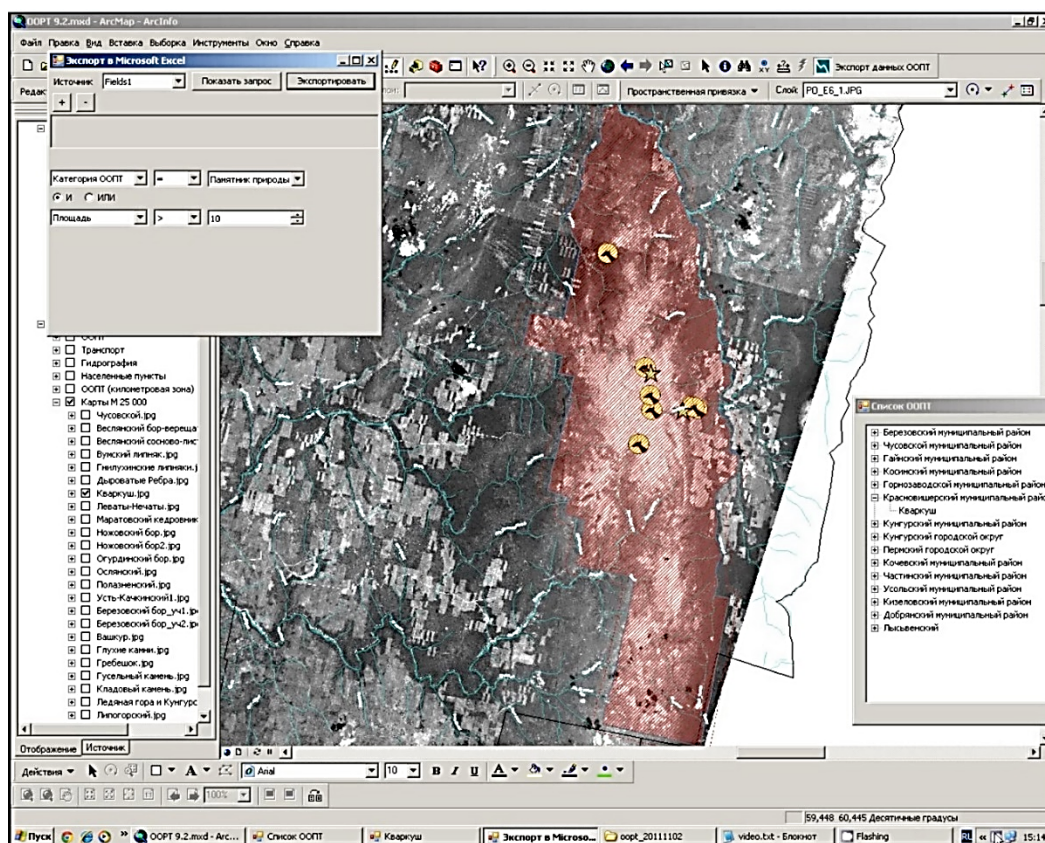 ООПТ 9.2.mxd - ArcMap - ArcInfo
Файл Правка Вид Вставка Выборка Инструменты Окно Справка
Экспорт в Microsoft Excel
Источник Fields1 Показать запрос Экспортировать
+ -
Категория ООПТ = Памятник природы
И ИЛИ
Площадь > 10
Экспорт данных ООПТ
Пространственная привязка Слой: PO_E6_1.JPG
Транспорт
Гидрография
Населенные пункты
ООПТ (километровая зона)
Карты М 25 000
Чусовской.jpg
Веслянский бор-вереща
Веслянский сосново-лис
Вумский липняк.jpg
Гнилухинские липняки.j
Дыроватые Ребра.jpg
Кваркуш.jpg
Леваты-Нечаты.jpg
Маратовский кедровник
Ножовский бор.jpg
Ножовский бор2.jpg
Огурдинский бор.jpg
Ослянский.jpg
Полазненский.jpg
Усть-Качкинский1.jpg
Березовский бор_уч1.jp
Березовский бор_уч2.jp
Вашкур.jpg
Глухие камни.jpg
Гребешок.jpg
Гусельный камень.jpg
Кладовый камень.jpg
Ледяная гора и Кунгурс
Липогорский.jpg
Отображение Источник
Список ООПТ
Березовский муниципальный район
Чусовской муниципальный район
Гайнский муниципальный район
Косинский муниципальный район
Горнозаводской муниципальный район
Красновишерский муниципальный райо
Кваркуш
Кунгурский муниципальный район
Кунгурский городской округ
Пермский городской округ
Кочевский муниципальный район
Частинский муниципальный район
Усольский муниципальный район
Кизеловский муниципальный район
Добрянский муниципальный район
Лысьвенский
Действия A Arial 10 B I U A
100%
59,448 60,445 Десятичные градусы
Пуск ООПТ 9.2.mxd - Arc... Список ООПТ Кваркуш Экспорт в Microso... oopt_20111102 video.txt - Блокнот Flashing RL 15:14